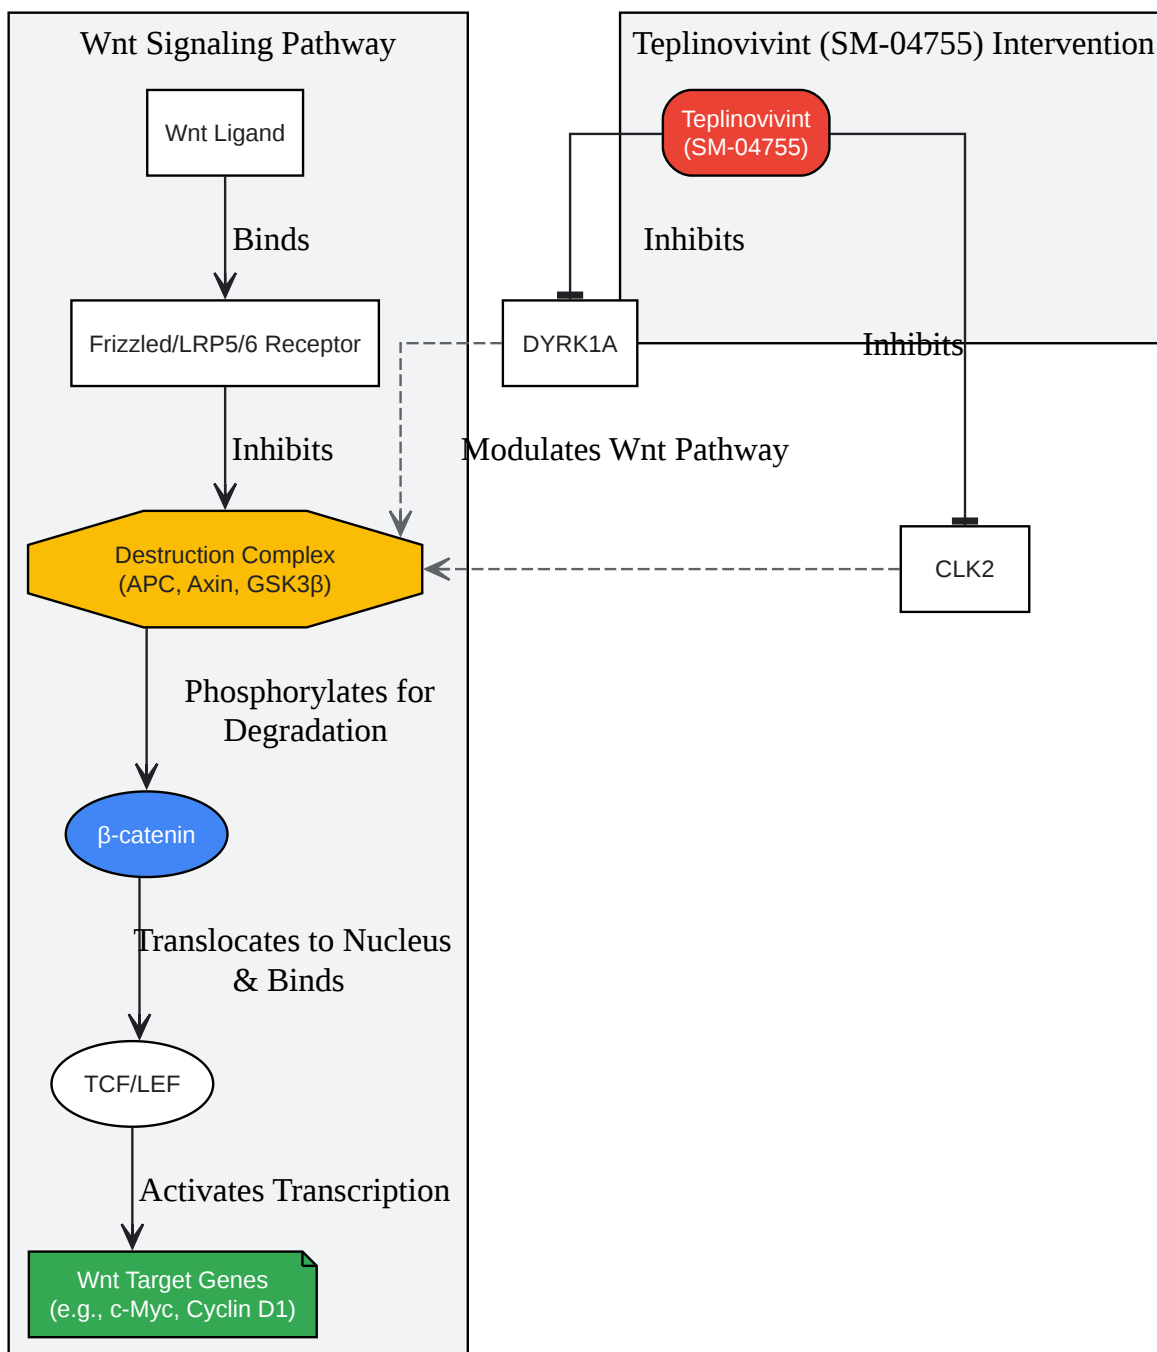 Wnt Signaling Pathway
Teplinovivint (SM-04755) Intervention
Wnt Ligand
Teplinovivint
(SM-04755)
Binds
Inhibits
Frizzled/LRP5/6 Receptor
DYRK1A
Inhibits
Inhibits
Modulates Wnt Pathway
Destruction Complex
(APC, Axin, GSK3β)
CLK2
Phosphorylates for
Degradation
β-catenin
Translocates to Nucleus
& Binds
TCF/LEF
Activates Transcription
Wnt Target Genes
(e.g., c-Myc, Cyclin D1)